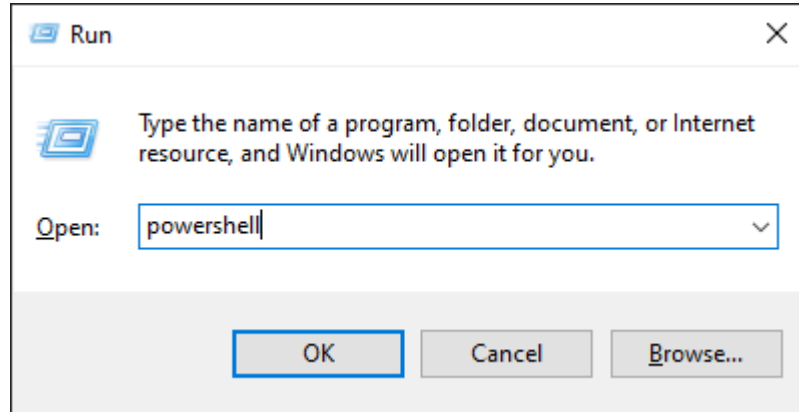 Run
Type the name of a program, folder, document, or Internet
resource, and Windows will open it for you.
Open: powershell
OK Cancel Browse...